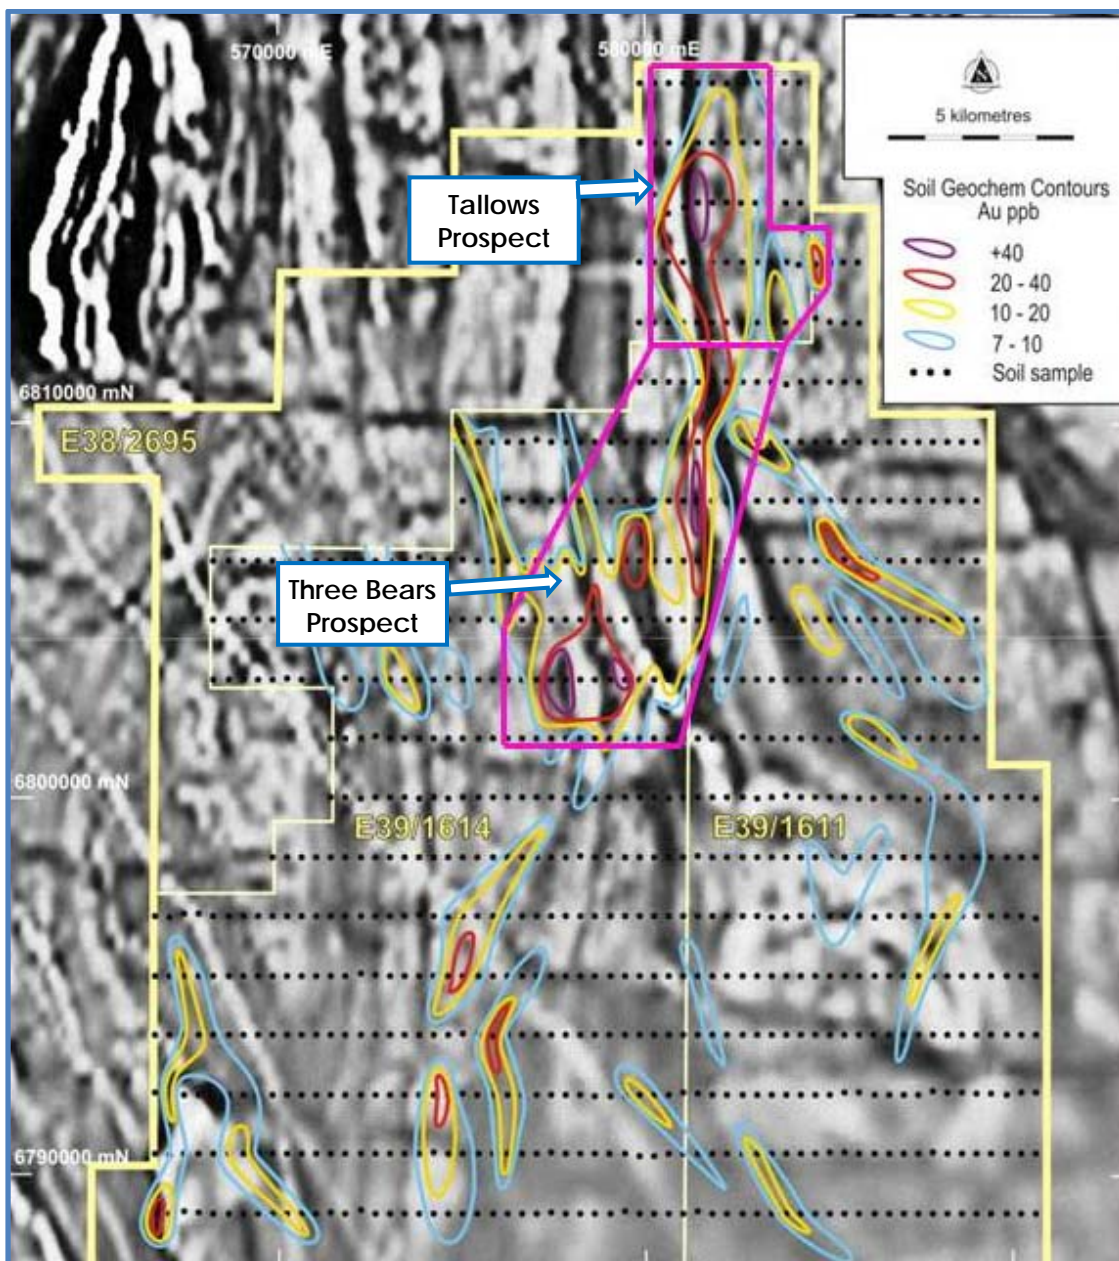 570000 mE
580000 mE
5 kilometres
Soil Geochem Contours
Au ppb
+40
20 - 40
10 - 20
7 - 10
Soil sample
Tallows
Prospect
6810000 mN
E38/2695
Three Bears
Prospect
6800000 mN
E39/1614
E39/1611
6790000 mN